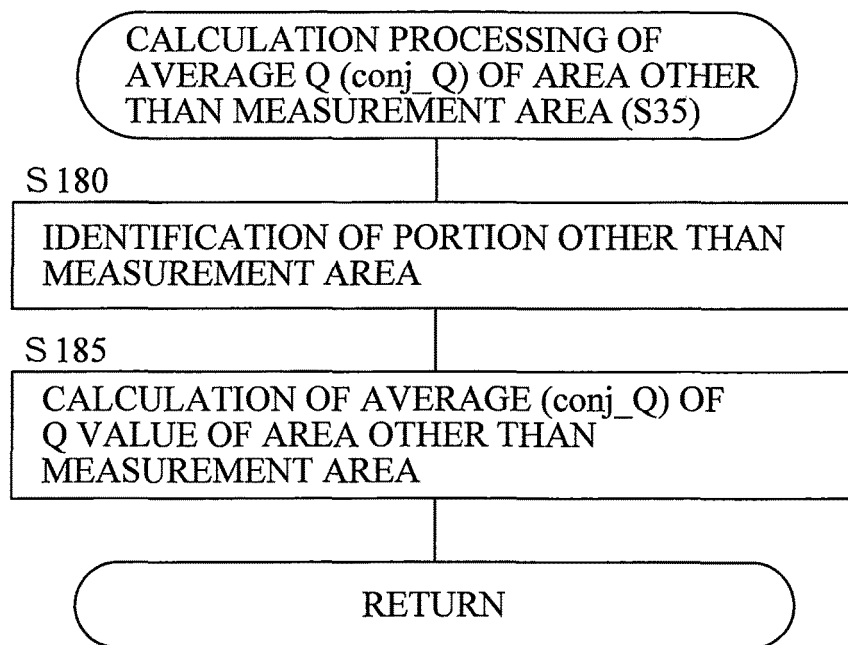 CALCULATION PROCESSING OF
AVERAGE Q (conj_Q) OF AREA OTHER
THAN MEASUREMENT AREA (S35)
S 180
IDENTIFICATION OF PORTION OTHER THAN
MEASUREMENT AREA
S 185
CALCULATION OF AVERAGE (conj_Q) OF
Q VALUE OF AREA OTHER THAN
MEASUREMENT AREA
RETURN